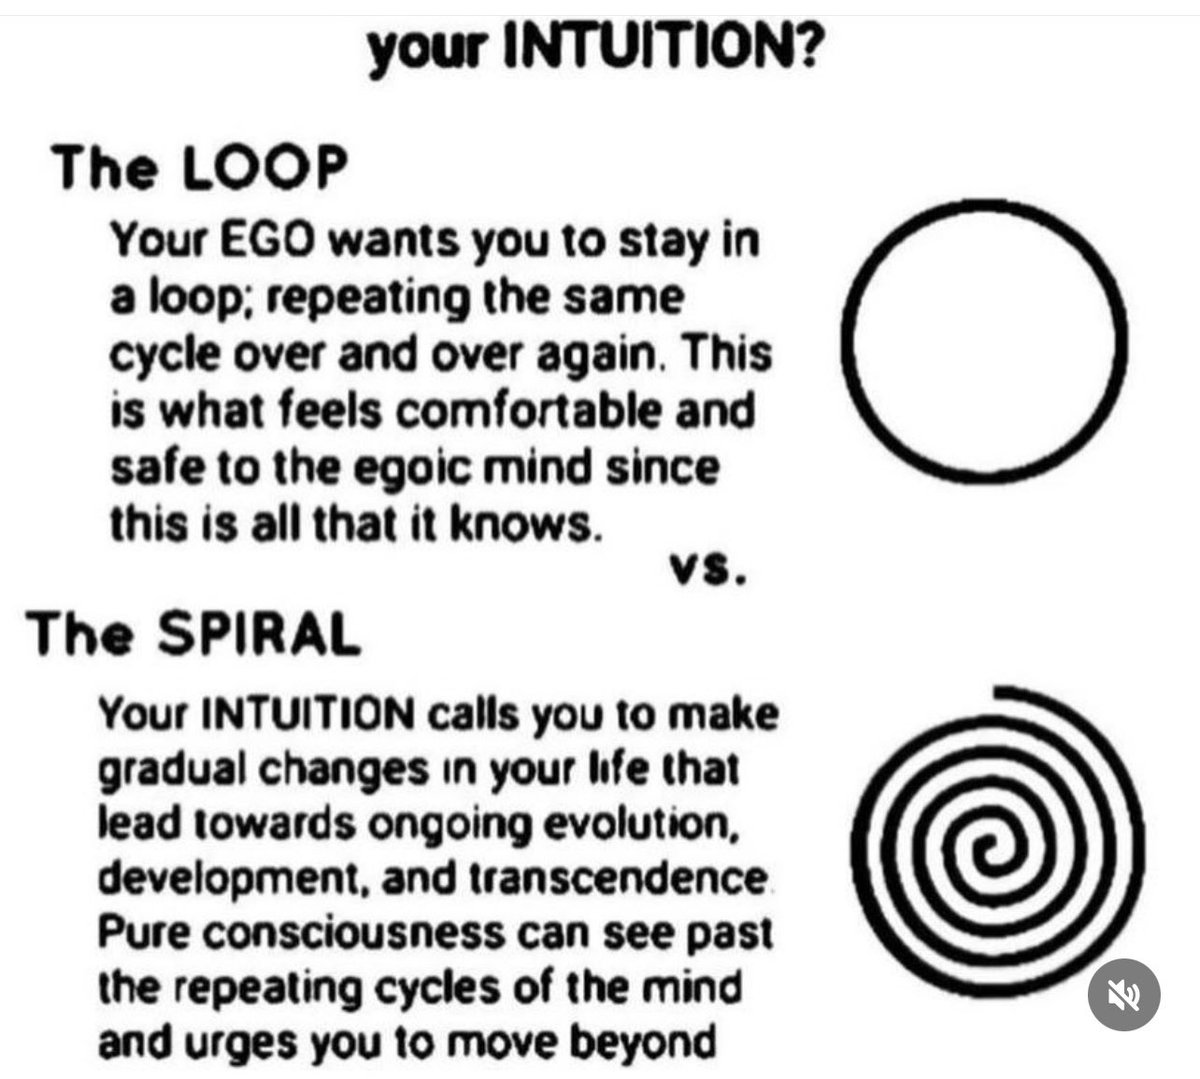 your INTUITION?
The LOOP
Your EGO wants you to stay in
a loop; repeating the same
cycle over and over again. This
is what feels comfortable and
safe to the egoic mind since
this is all that it knows.
vs.
The SPIRAL
Your INTUITION calls you to make
gradual changes in your life that
lead towards ongoing evolution,
development, and transcendence.
Pure consciousness can see past
the repeating cycles of the mind
and urges you to move beyond